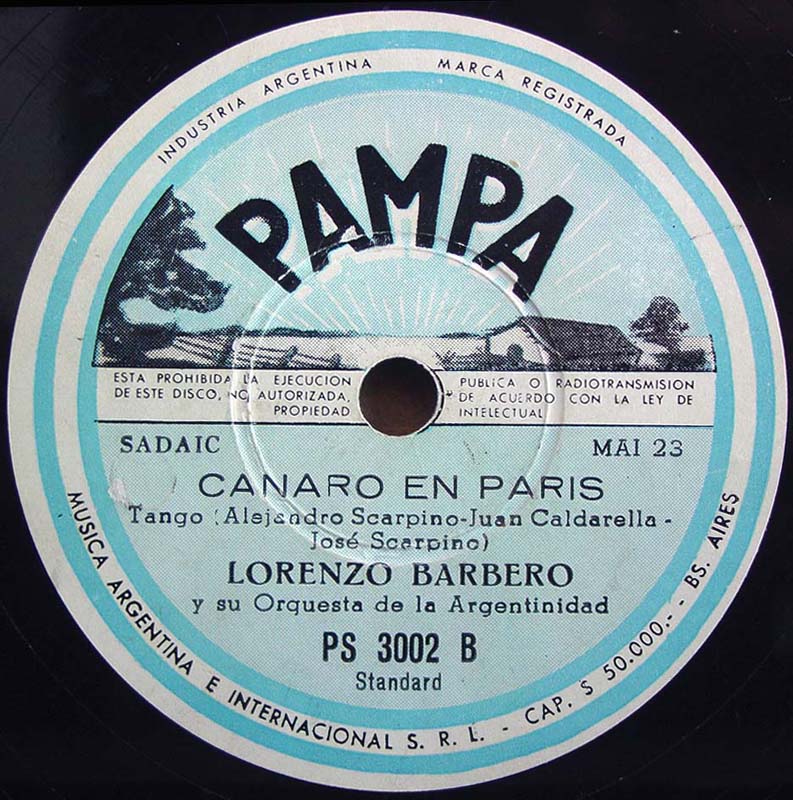 INDUSTRIA ARGENTINA MARCA REGISTRADA
PAMPA
ESTA PROHIBIDA LA EJECUCION PUBLICA O RADIOTRANSMISION
DE ESTE DISCO, NO AUTORIZADA, DE ACUERDO CON LA LEY DE
PROPIEDAD INTELECTUAL
SADAIC MAI 23
CANARO EN PARIS
Tango (Alejandro Scarpino-Juan Caldarella -
José Scarpino)
LORENZO BARBERO
y su Orquesta de la Argentinidad
PS 3002 B
Standard
MUSICA ARGENTINA E INTERNACIONAL S. R. L. - CAP. $ 50.000.- - BS. AIRES